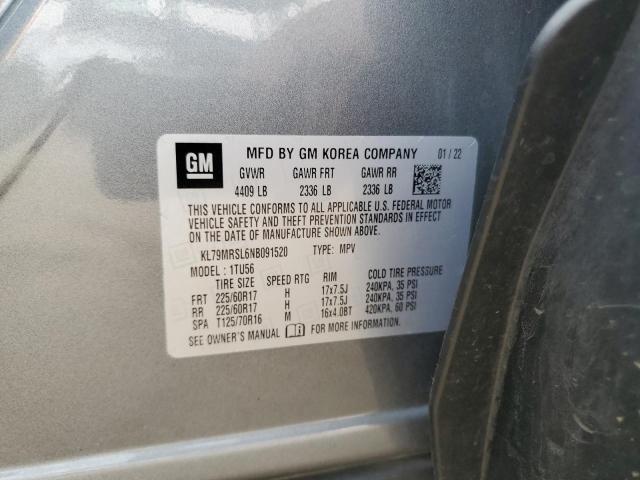 GM
MFD BY GM KOREA COMPANY 01 / 22
GVWR GAWR FRT GAWR RR
4409 LB 2336 LB 2336 LB
THIS VEHICLE CONFORMS TO ALL APPLICABLE U.S. FEDERAL MOTOR
VEHICLE SAFETY AND THEFT PREVENTION STANDARDS IN EFFECT
ON THE DATE OF MANUFACTURE SHOWN ABOVE.
KL79MRSL6NB091520 TYPE: MPV
MODEL : 1TU56
TIRE SIZE SPEED RTG RIM COLD TIRE PRESSURE
FRT 225/60R17 H 17x7.5J 240KPA, 35 PSI
RR 225/60R17 H 17x7.5J 240KPA, 35 PSI
SPA T125/70R16 M 16x4.0BT 420KPA, 60 PSI
SEE OWNER'S MANUAL FOR MORE INFORMATION.